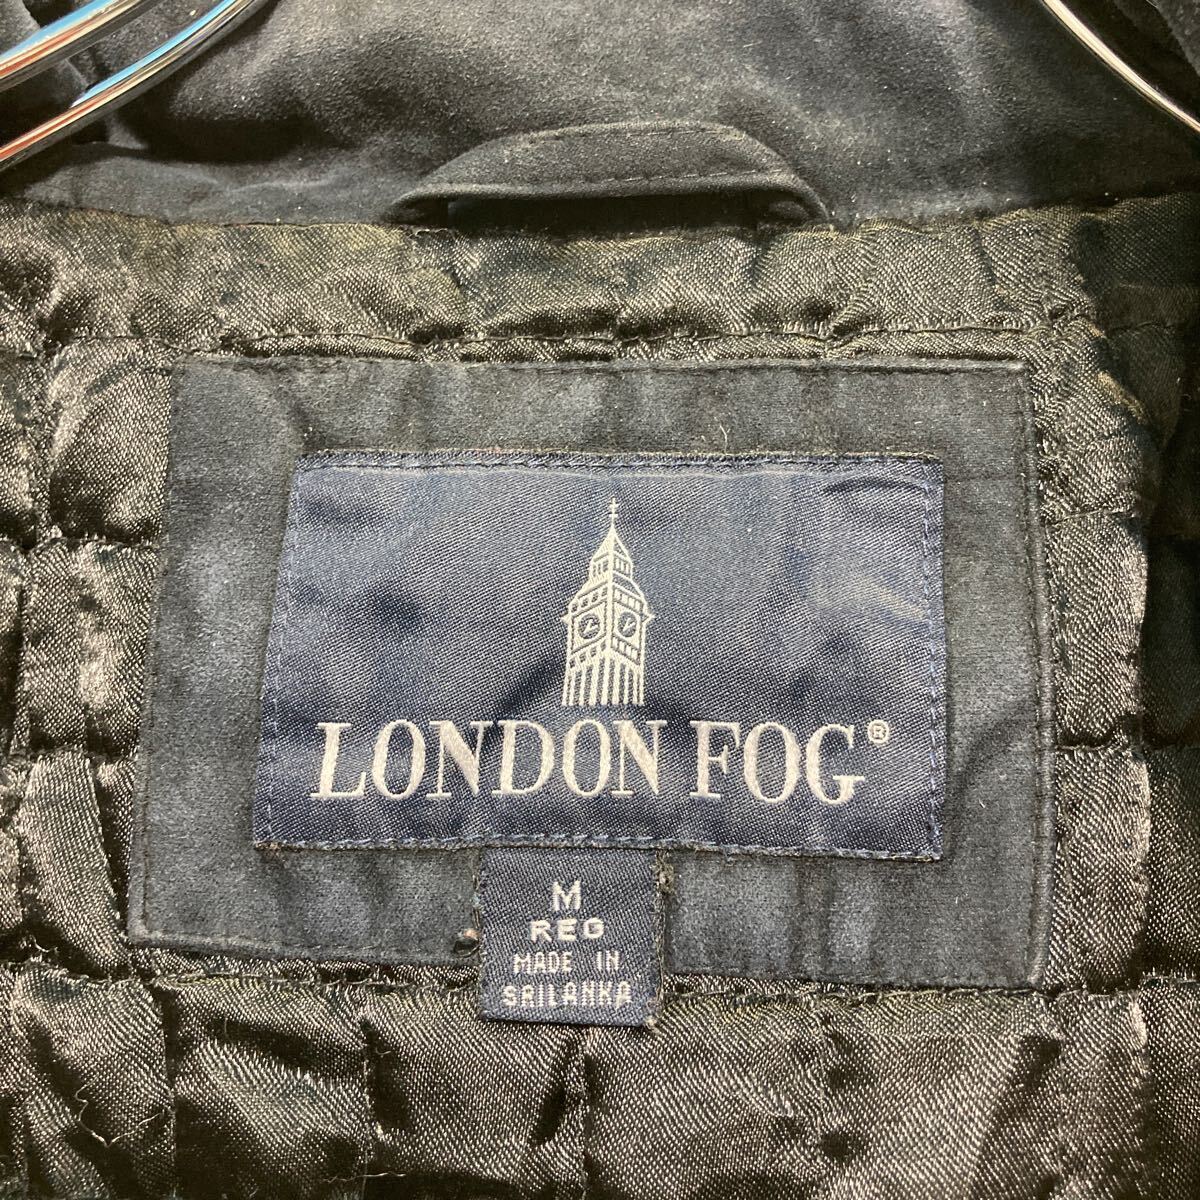 LONDON FOG®
M
REG
MADE IN
SRILANKA